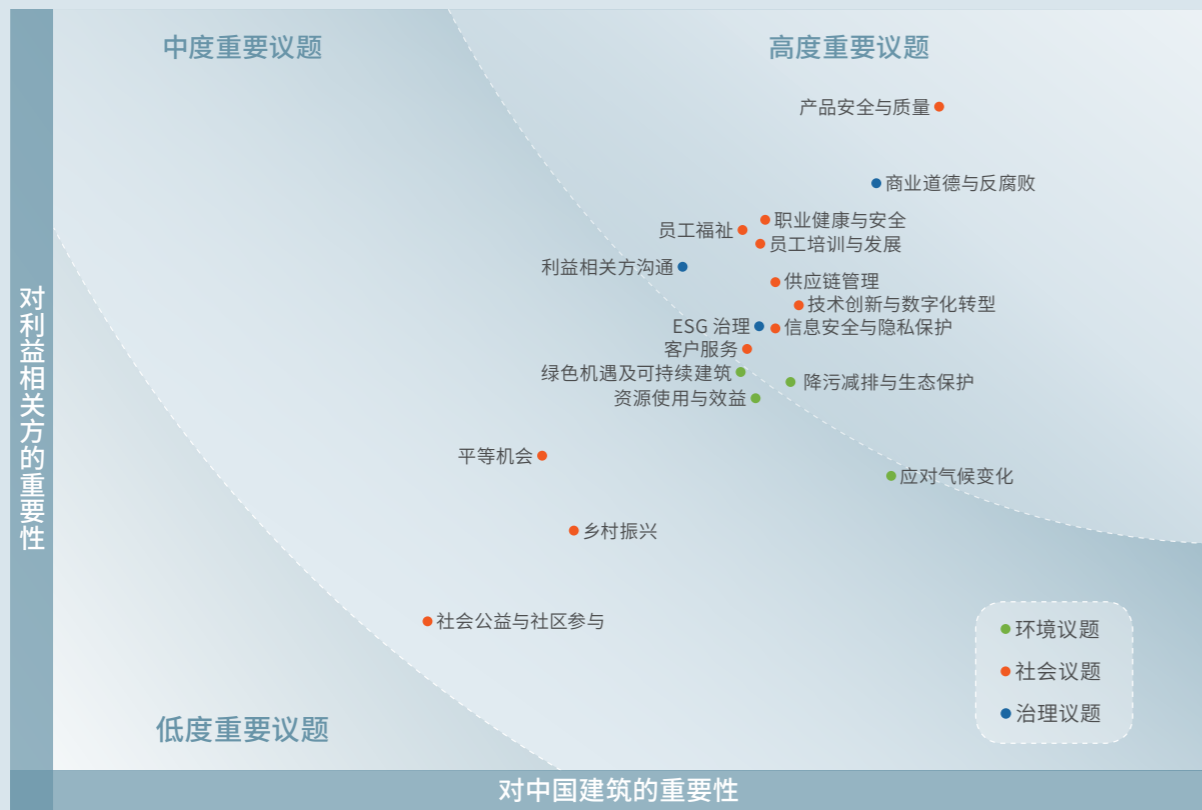 中度重要议题
高度重要议题
产品安全与质量
商业道德与反腐败
职业健康与安全
员工福祉
员工培训与发展
利益相关方沟通
供应链管理
技术创新与数字化转型
ESG 治理
信息安全与隐私保护
客户服务
绿色机遇及可持续建筑
降污减排与生态保护
资源使用与效益
平等机会
应对气候变化
乡村振兴
社会公益与社区参与
低度重要议题
环境议题
社会议题
治理议题
对利益相关方的重要性
对中国建筑的重要性